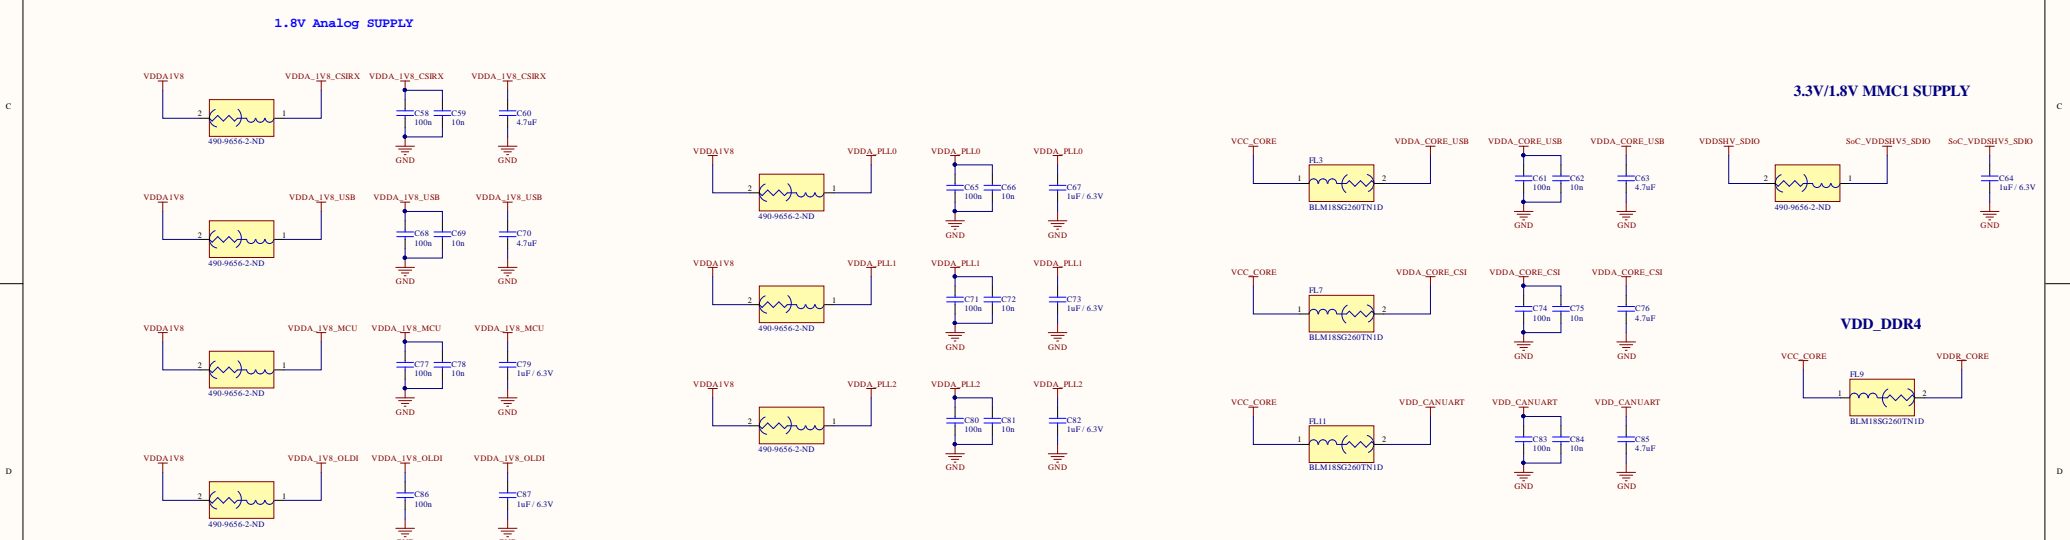 1.8V Analog SUPPLY
VDDA1V8
VDDA_1V8_CSIRX
VDDA_1V8_CSIRX
VDDA_1V8_CSIRX
2
1
490-9656-2-ND
C58
100n
C59
10n
C60
4.7uF
GND
GND
VDDA1V8
VDDA_1V8_USB
VDDA_1V8_USB
VDDA_1V8_USB
2
1
490-9656-2-ND
C68
100n
C69
10n
C70
4.7uF
GND
GND
VDDA1V8
VDDA_1V8_MCU
VDDA_1V8_MCU
VDDA_1V8_MCU
2
1
490-9656-2-ND
C77
100n
C78
10n
C79
1uF / 6.3V
GND
GND
VDDA1V8
VDDA_1V8_OLDI
VDDA_1V8_OLDI
VDDA_1V8_OLDI
2
1
490-9656-2-ND
C86
100n
C87
1uF / 6.3V
VDDA1V8
VDDA_PLL0
VDDA_PLL0
VDDA_PLL0
2
1
490-9656-2-ND
C65
100n
C66
10n
C67
1uF / 6.3V
GND
GND
VDDA1V8
VDDA_PLL1
VDDA_PLL1
VDDA_PLL1
2
1
490-9656-2-ND
C71
100n
C72
10n
C73
1uF / 6.3V
GND
GND
VDDA1V8
VDDA_PLL2
VDDA_PLL2
VDDA_PLL2
2
1
490-9656-2-ND
C80
100n
C81
10n
C82
1uF / 6.3V
GND
GND
VCC_CORE
VDDA_CORE_USB
VDDA_CORE_USB
VDDA_CORE_USB
FL3
1
2
BLM18SG260TN1D
C61
100n
C62
10n
C63
4.7uF
GND
GND
VCC_CORE
VDDA_CORE_CSI
VDDA_CORE_CSI
VDDA_CORE_CSI
FL7
1
2
BLM18SG260TN1D
C74
100n
C75
10n
C76
4.7uF
GND
GND
VCC_CORE
VDD_CANUART
VDD_CANUART
VDD_CANUART
FL11
1
2
BLM18SG260TN1D
C83
100n
C84
10n
C85
4.7uF
GND
GND
3.3V/1.8V MMC1 SUPPLY
VDDSHV_SDIO
SoC_VDDSHV5_SDIO
SoC_VDDSHV5_SDIO
2
1
490-9656-2-ND
C64
1uF / 6.3V
GND
VDD_DDR4
VCC_CORE
VDDR_CORE
FL9
1
2
BLM18SG260TN1D
C
C
D
D